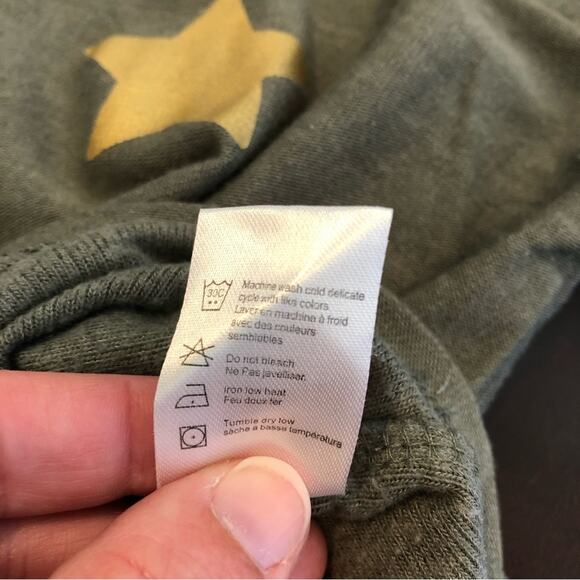 30C
Machine wash cold delicate
cycle with like colors
Laver en machine à froid
avec des couleurs
semblables
Do not bleach
Ne Pas javelliser.
Iron low heat
Feu doux fer
Tumble dry low
sèche a basse température